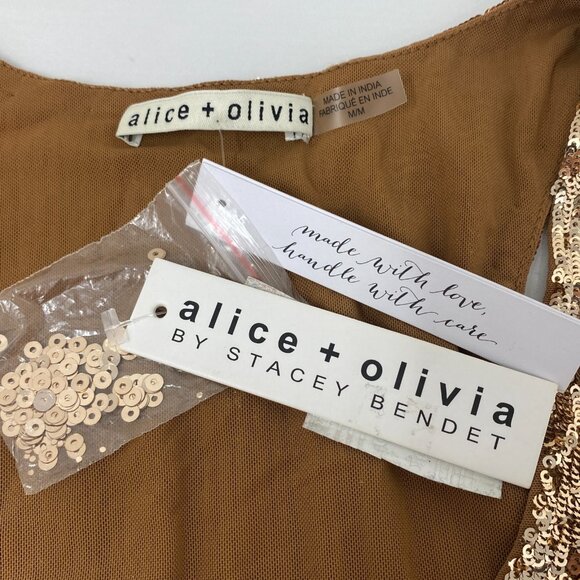 alice + olivia
MADE IN INDIA
FABRIQUÉ EN INDE
M/M
made with love,
handle with care
alice + olivia
BY STACEY BENDET